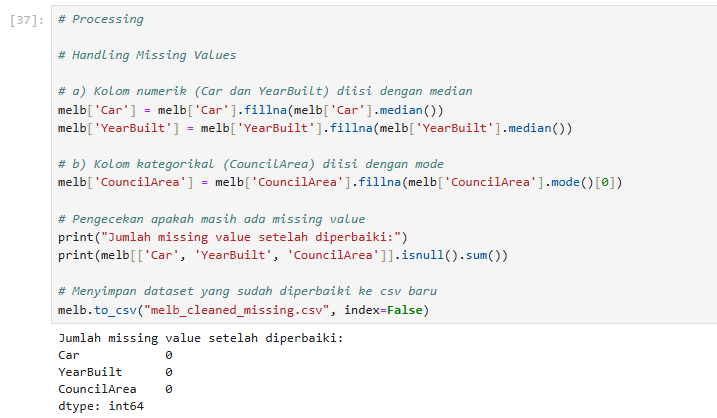 [37]: # Processing
# Handling Missing Values
# a) Kolom numerik (Car dan YearBuilt) diisi dengan median
melb['Car'] = melb['Car'].fillna(melb['Car'].median())
melb['YearBuilt'] = melb['YearBuilt'].fillna(melb['YearBuilt'].median())
# b) Kolom kategorikal (CouncilArea) diisi dengan mode
melb['CouncilArea'] = melb['CouncilArea'].fillna(melb['CouncilArea'].mode()[0])
# Pengecekan apakah masih ada missing value
print("Jumlah missing value setelah diperbaiki:")
print(melb[['Car', 'YearBuilt', 'CouncilArea']].isnull().sum())
# Menyimpan dataset yang sudah diperbaiki ke csv baru
melb.to_csv("melb_cleaned_missing.csv", index=False)
Jumlah missing value setelah diperbaiki:
Car            0
YearBuilt      0
CouncilArea    0
dtype: int64